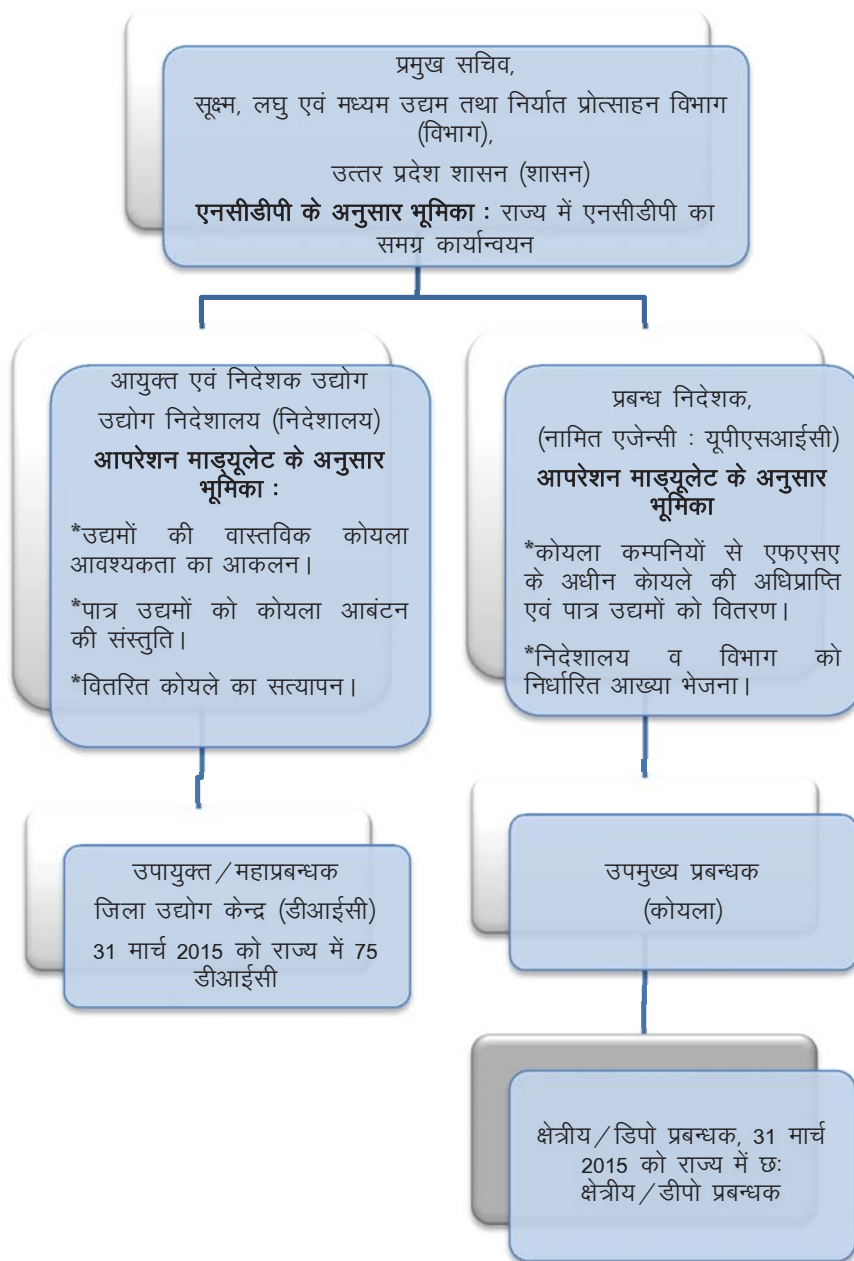 प्रमुख सचिव,
सूक्ष्म, लघु एवं मध्यम उद्यम तथा निर्यात प्रोत्साहन विभाग
(विभाग),
उत्तर प्रदेश शासन (शासन)
एनसीडीपी के अनुसार भूमिका : राज्य में एनसीडीपी का
समग्र कार्यान्वयन
आयुक्त एवं निदेशक उद्योग
उद्योग निदेशालय (निदेशालय)
आपरेशन माड्यूलेट के अनुसार
भूमिका :
*उद्यमों की वास्तविक कोयला
आवश्यकता का आकलन।
*पात्र उद्यमों को कोयला आबंटन
की संस्तुति।
*वितरित कोयले का सत्यापन।
प्रबन्ध निदेशक,
(नामित एजेन्सी : यूपीएसआईसी)
आपरेशन माड्यूलेट के अनुसार
भूमिका
*कोयला कम्पनियों से एफएसए
के अधीन कोयले की अधिप्राप्ति
एवं पात्र उद्यमों को वितरण।
*निदेशालय व विभाग को
निर्धारित आख्या भेजना।
उपायुक्त/महाप्रबन्धक
जिला उद्योग केन्द्र (डीआईसी)
31 मार्च 2015 को राज्य में 75
डीआईसी
उपमुख्य प्रबन्धक
(कोयला)
क्षेत्रीय/डिपो प्रबन्धक, 31 मार्च
2015 को राज्य में छः
क्षेत्रीय/डीपो प्रबन्धक